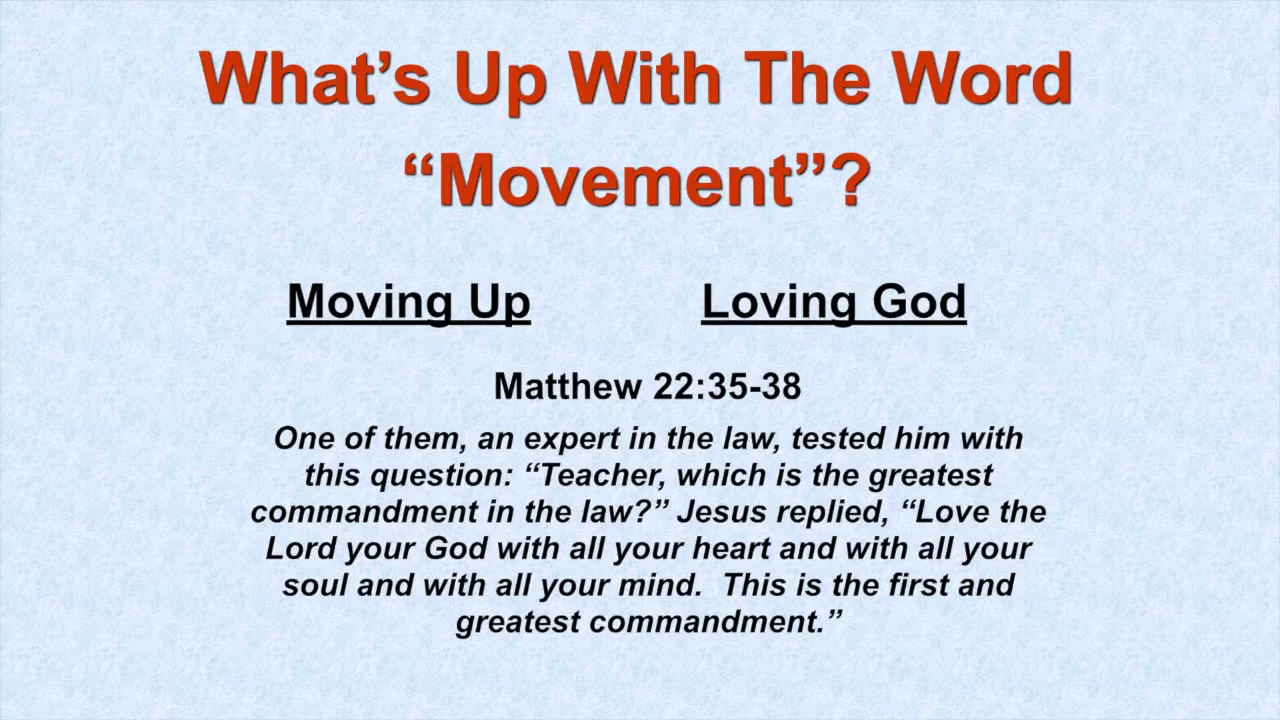 What’s Up With The Word
“Movement”?
Moving Up Loving God
Matthew 22:35-38
One of them, an expert in the law, tested him with
this question: “Teacher, which is the greatest
commandment in the law?” Jesus replied, “Love the
Lord your God with all your heart and with all your
soul and with all your mind.  This is the first and
greatest commandment.”